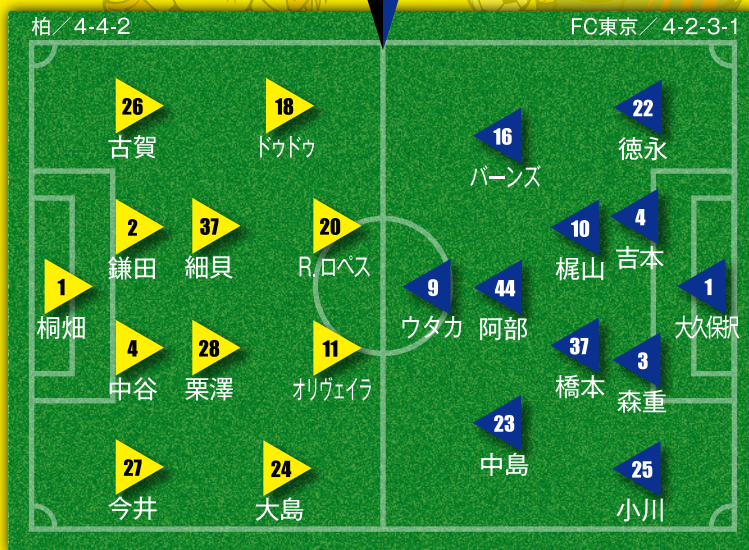 柏／4-4-2
FC東京／4-2-3-1
26
古賀
18
ドゥドゥ
2
鎌田
37
細貝
20
R.ロペス
1
桐畑
4
中谷
28
栗澤
11
オリヴェイラ
27
今井
24
大島
16
バーンズ
22
徳永
10
梶山
4
吉本
9
ウタカ
44
阿部
1
大久保択
37
橋本
3
森重
23
中島
25
小川